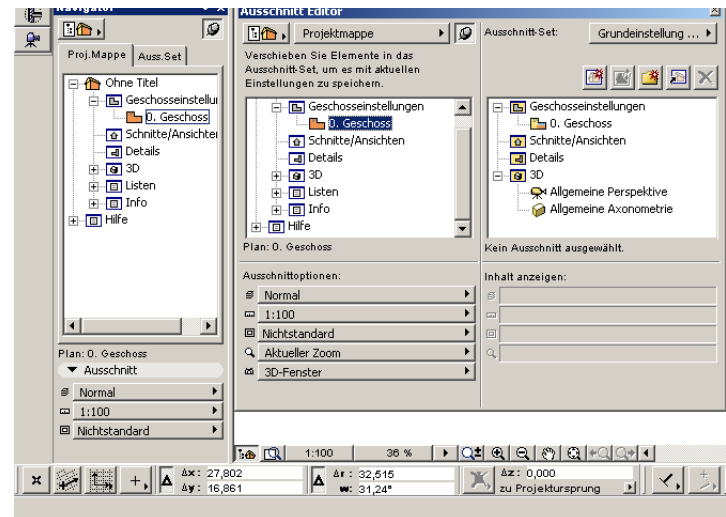 Navigator
Proj.Mappe Auss.Set
Ohne Titel
Geschosseinstellu
0. Geschoss
Schnitte/Ansichte
Details
3D
Listen
Info
Hilfe
Plan: 0. Geschoss
Ausschnitt
Normal
1:100
Nichtstandard
Ausschnitt Editor
Projektmappe
Verschieben Sie Elemente in das
Ausschnitt-Set, um es mit aktuellen
Einstellungen zu speichern.
Geschosseinstellungen
0. Geschoss
Schnitte/Ansichten
Details
3D
Listen
Info
Hilfe
Plan: 0. Geschoss
Ausschnittoptionen:
Normal
1:100
Nichtstandard
Aktueller Zoom
3D-Fenster
Ausschnitt-Set: Grundeinstellung ...
Geschosseinstellungen
0. Geschoss
Schnitte/Ansichten
Details
3D
Allgemeine Perspektive
Allgemeine Axonometrie
Kein Ausschnitt ausgewählt.
Inhalt anzeigen:
1:100 36 %
Δx: 27,802 Δr: 32,515 Δz: 0,000
Δy: 16,861 w: 31,24° zu Projektursprung